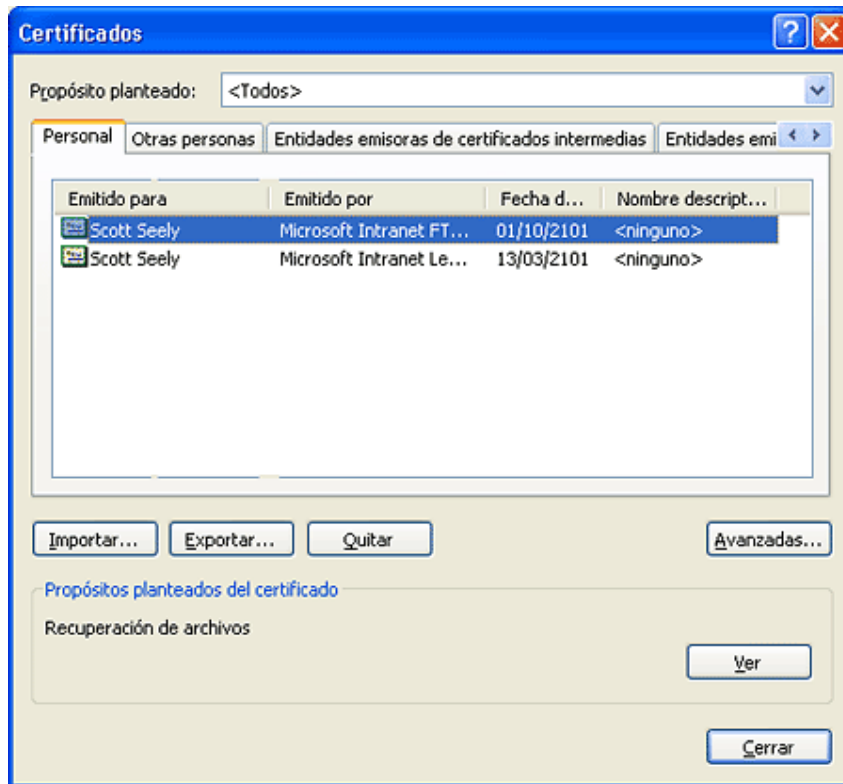 Certificados
Propósito planteado: <Todos>
Personal Otras personas Entidades emisoras de certificados intermedias Entidades emi
Emitido para Emitido por Fecha d... Nombre descript...
Scott Seely Microsoft Intranet FT... 01/10/2101 <ninguno>
Scott Seely Microsoft Intranet Le... 13/03/2101 <ninguno>
Importar... Exportar... Quitar Avanzadas...
Propósitos planteados del certificado
Recuperación de archivos
Ver
Cerrar